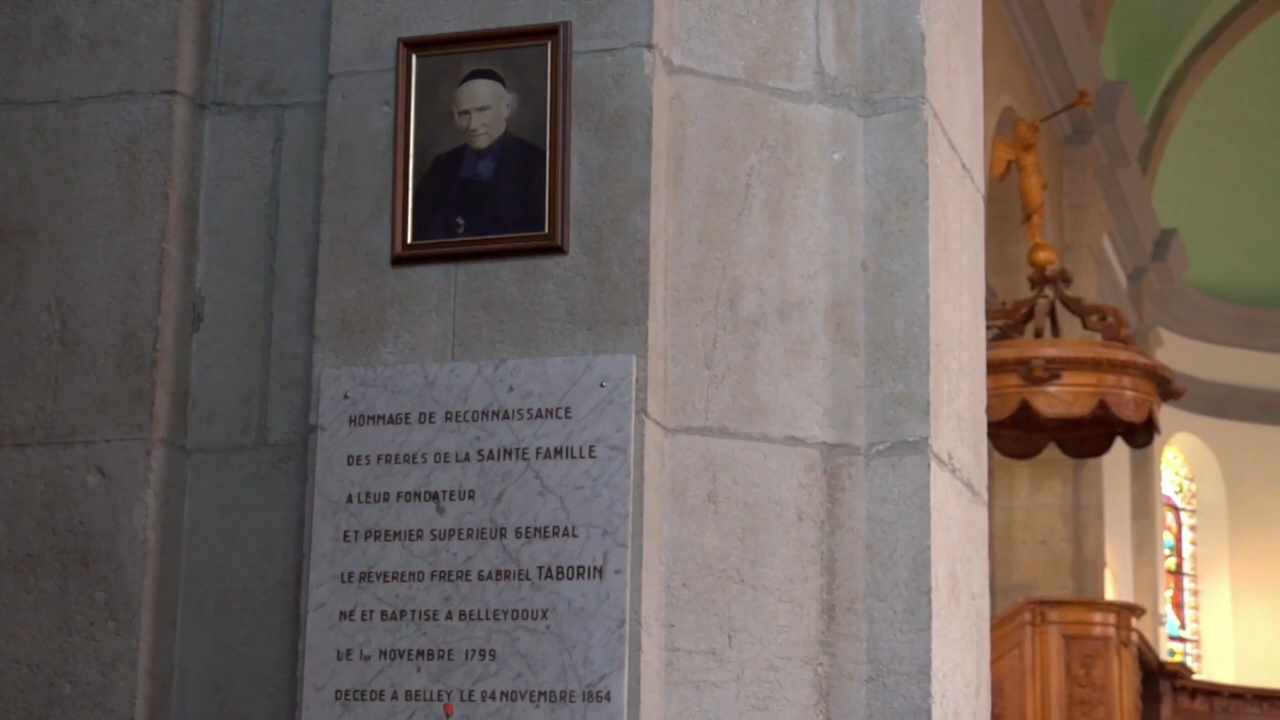 HOMMAGE DE RECONNAISSANCE
DES FRERES DE LA SAINTE FAMILLE
A LEUR FONDATEUR
ET PREMIER SUPERIEUR GENERAL
LE REVEREND FRERE GABRIEL TABORIN
NE ET BAPTISE A BELLEYDOUX
LE 1er NOVEMBRE 1799
DECEDE A BELLEY LE 24 NOVEMBRE 1864